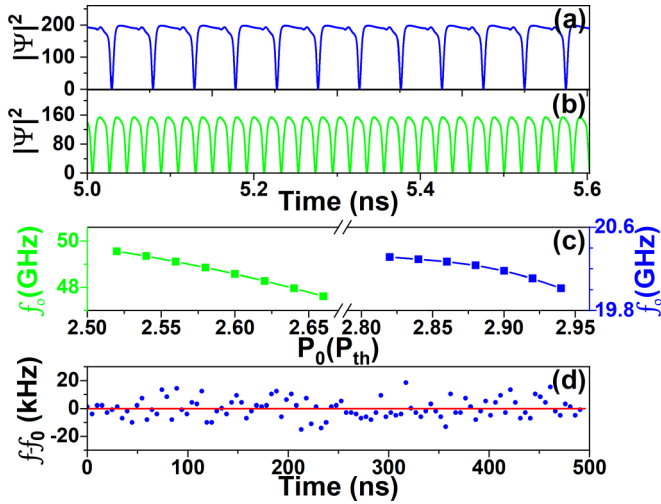 200
100
0
|Ψ|²
(a)
160
80
0
|Ψ|²
(b)
5.0 5.2 5.4 5.6
Time (ns)
50
48
f₀(GHz)
(c)
20.6
19.8
f₀(GHz)
2.50 2.55 2.60 2.65 2.80 2.85 2.90 2.95
P₀(Pₜₕ)
20
0
-20
f-f₀ (kHz)
(d)
0 100 200 300 400 500
Time (ns)